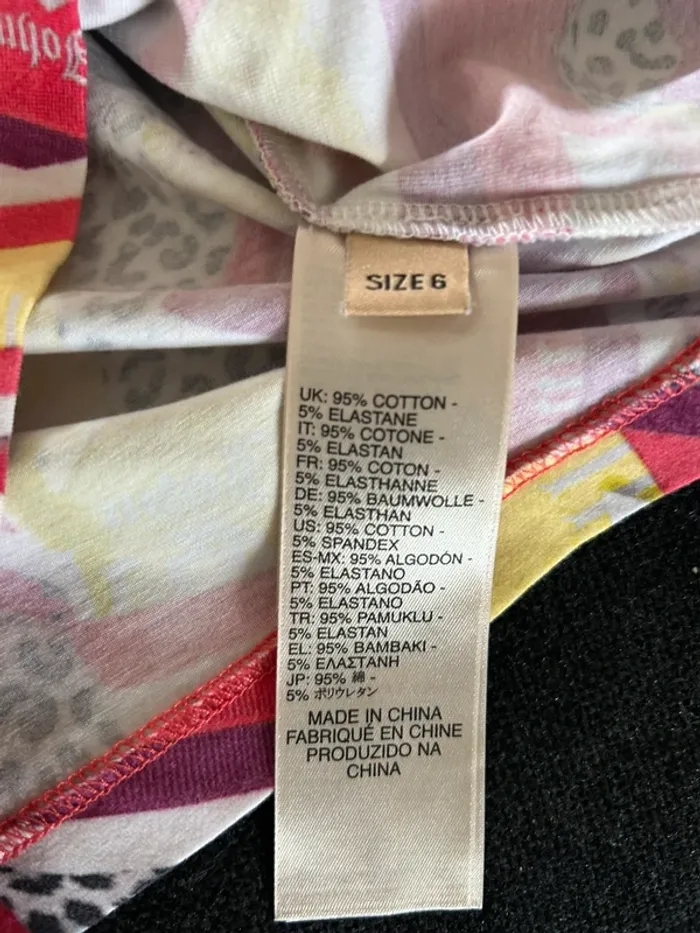 John
SIZE 6
UK: 95% COTTON -
5% ELASTANE
IT: 95% COTONE -
5% ELASTAN
FR: 95% COTON -
5% ELASTHANNE
DE: 95% BAUMWOLLE -
5% ELASTHAN
US: 95% COTTON -
5% SPANDEX
ES-MX: 95% ALGODÓN -
5% ELASTANO
PT: 95% ALGODÃO -
5% ELASTANO
TR: 95% PAMUKLU -
5% ELASTAN
EL: 95% BAMBAKI -
5% ΕΛΑΣΤΑΝΗ
JP: 95% 綿 -
5% ポリウレタン
MADE IN CHINA
FABRIQUÉ EN CHINE
PRODUZIDO NA
CHINA